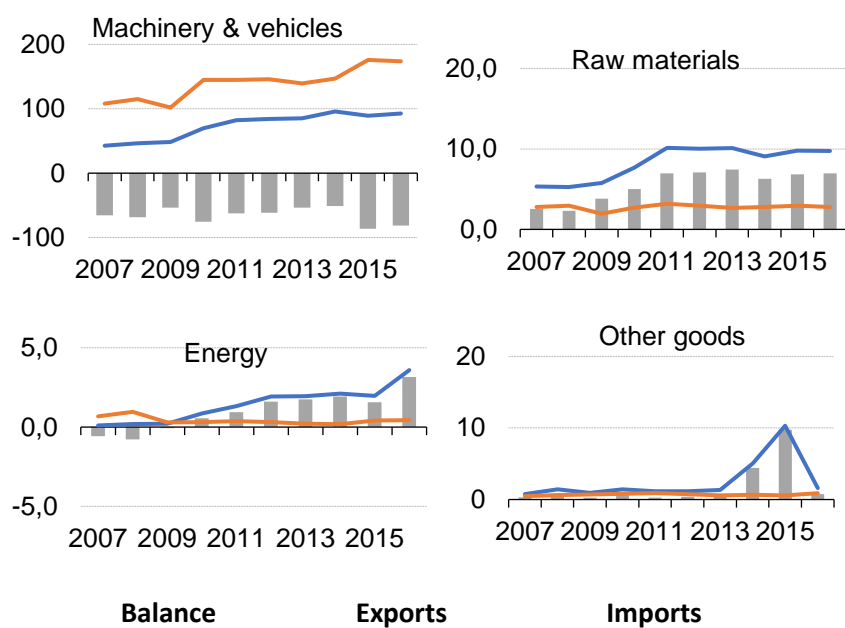 Machinery & vehicles
200
100
0
-100
2007 2009 2011 2013 2015
Raw materials
20,0
10,0
0,0
2007 2009 2011 2013 2015
Energy
5,0
0,0
-5,0
2007 2009 2011 2013 2015
Other goods
20
10
0
2007 2009 2011 2013 2015
Balance Exports Imports